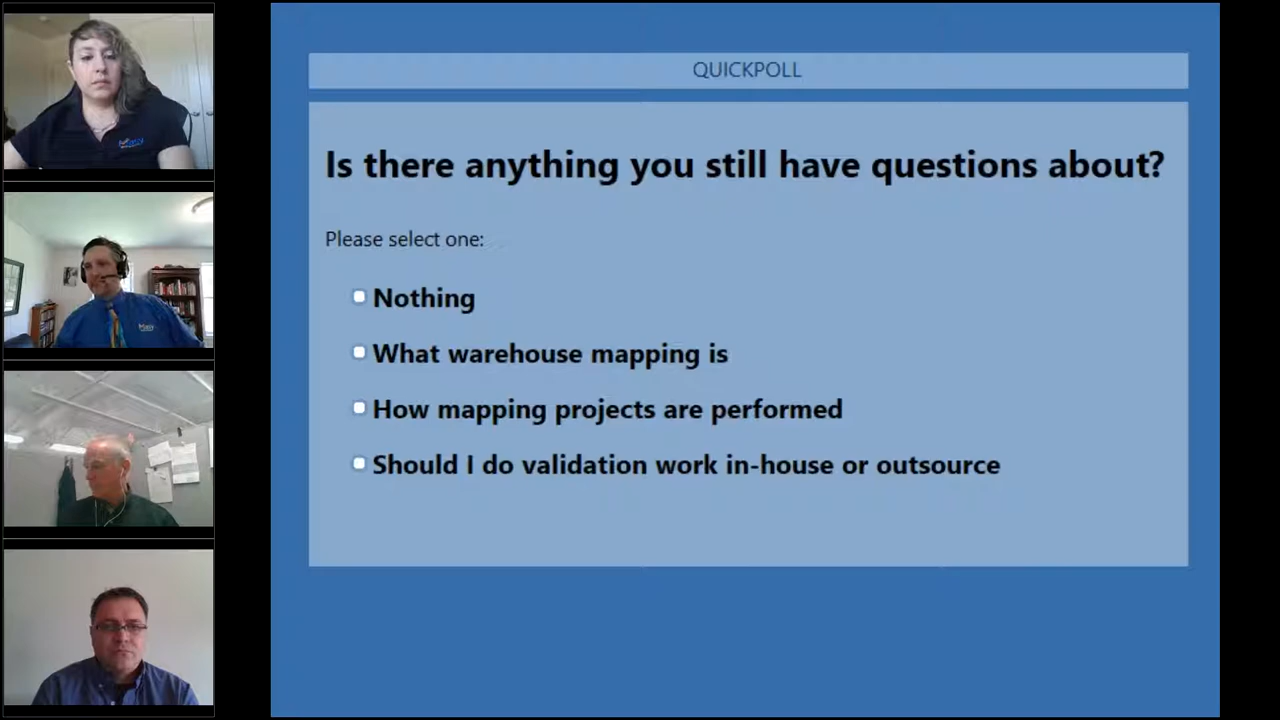 QUICKPOLL
Is there anything you still have questions about?
Please select one:
Nothing
What warehouse mapping is
How mapping projects are performed
Should I do validation work in-house or outsource